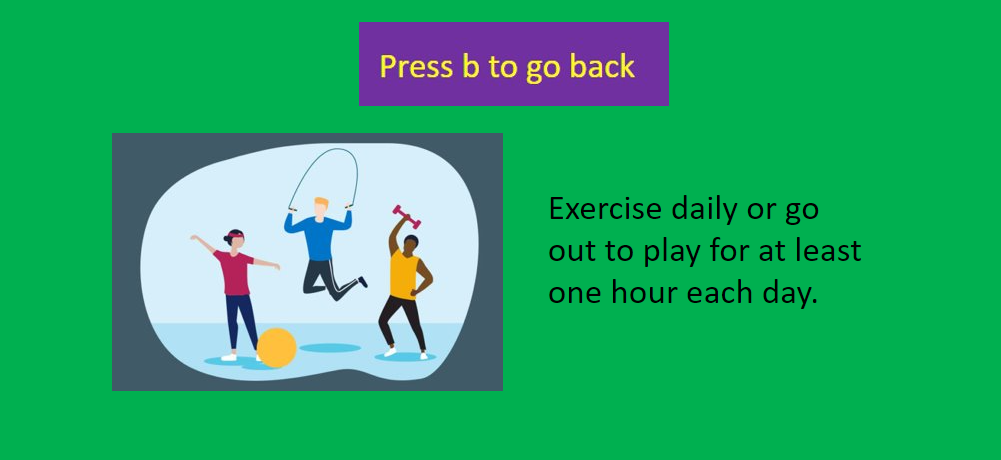 Press b to go back
Exercise daily or go
out to play for at least
one hour each day.